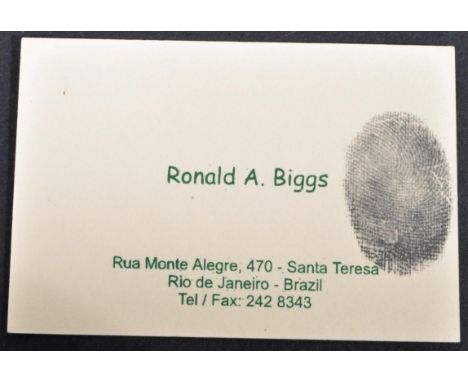 Ronald A. Biggs
Rua Monte Alegre, 470 - Santa Teresa
Rio de Janeiro - Brazil
Tel / Fax: 242 8343